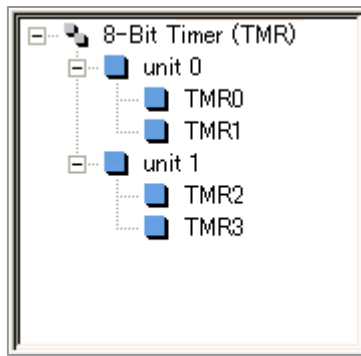 8-Bit Timer (TMR)
unit 0
TMR0
TMR1
unit 1
TMR2
TMR3